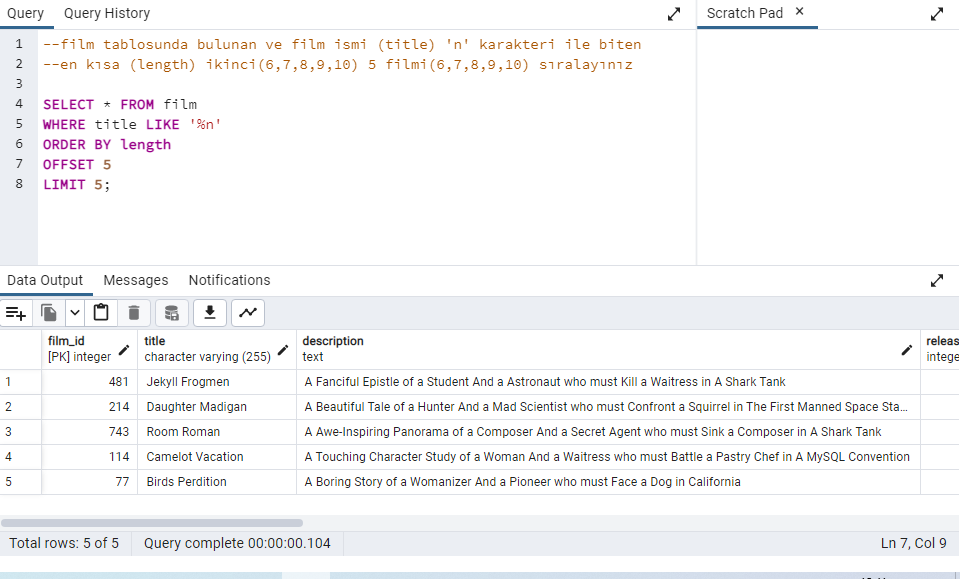 Query Query History Scratch Pad ×
1 --film tablosunda bulunan ve film ismi (title) 'n' karakteri ile biten
2 --en kısa (length) ikinci(6,7,8,9,10) 5 filmi(6,7,8,9,10) sıralayınız
3
4 SELECT * FROM film
5 WHERE title LIKE '%n'
6 ORDER BY length
7 OFFSET 5
8 LIMIT 5;
Data Output Messages Notifications
film_id title description releas
[PK] integer character varying (255) text intege
1 481 Jekyll Frogmen A Fanciful Epistle of a Student And a Astronaut who must Kill a Waitress in A Shark Tank
2 214 Daughter Madigan A Beautiful Tale of a Hunter And a Mad Scientist who must Confront a Squirrel in The First Manned Space Sta...
3 743 Room Roman A Awe-Inspiring Panorama of a Composer And a Secret Agent who must Sink a Composer in A Shark Tank
4 114 Camelot Vacation A Touching Character Study of a Woman And a Waitress who must Battle a Pastry Chef in A MySQL Convention
5 77 Birds Perdition A Boring Story of a Womanizer And a Pioneer who must Face a Dog in California
Total rows: 5 of 5 Query complete 00:00:00.104 Ln 7, Col 9